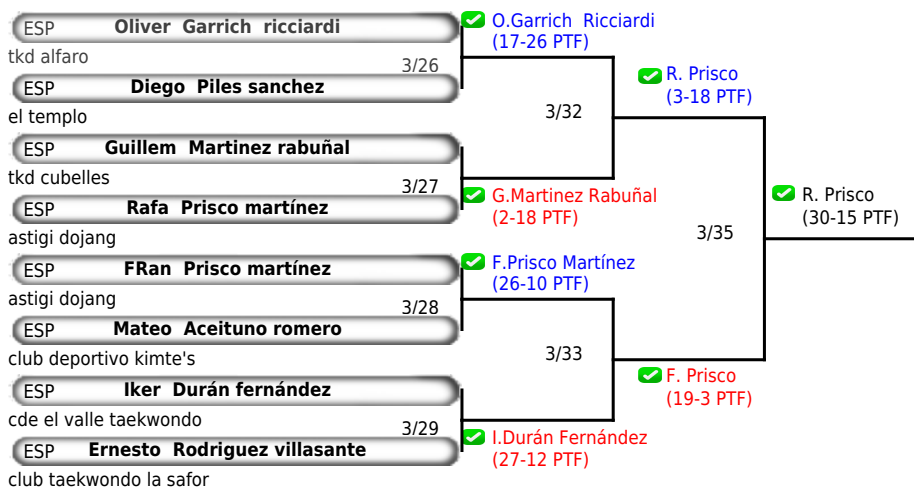 ESP Oliver Garrich ricciardi
tkd alfaro
3/26
ESP Diego Piles sanchez
el templo
ESP Guillem Martinez rabuñal
tkd cubelles
3/27
ESP Rafa Prisco martínez
astigi dojang
ESP FRan Prisco martínez
astigi dojang
3/28
ESP Mateo Aceituno romero
club deportivo kimte's
ESP Iker Durán fernández
cde el valle taekwondo
3/29
ESP Ernesto Rodriguez villasante
club taekwondo la safor
O.Garrich Ricciardi
(17-26 PTF)
3/32
G.Martinez Rabuñal
(2-18 PTF)
F.Prisco Martínez
(26-10 PTF)
3/33
I.Durán Fernández
(27-12 PTF)
R. Prisco
(3-18 PTF)
3/35
F. Prisco
(19-3 PTF)
R. Prisco
(30-15 PTF)